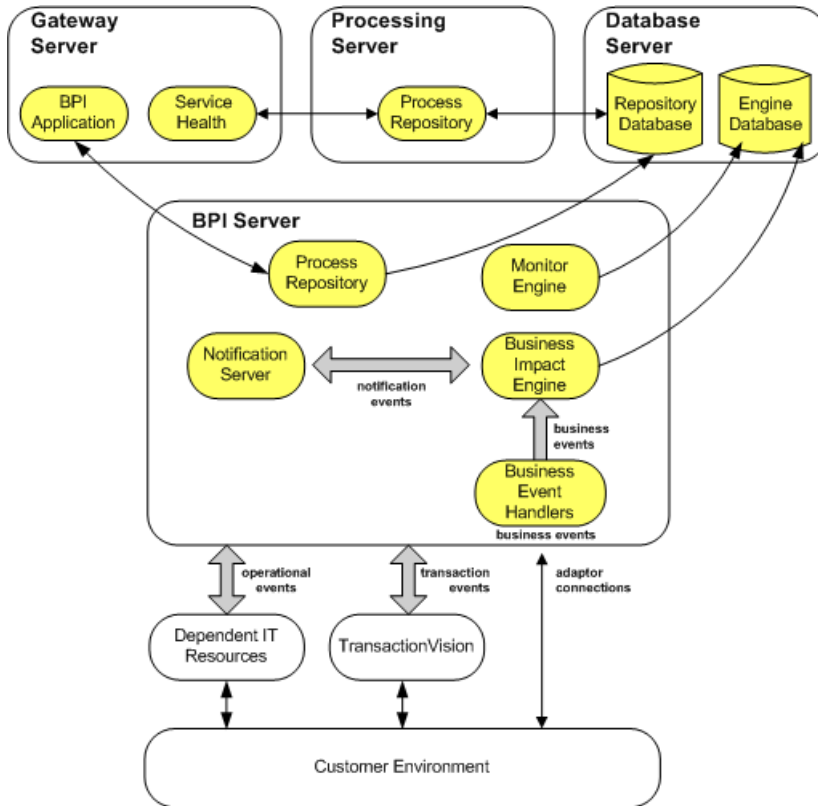 Gateway
Server
Processing
Server
Database
Server
BPI
Application
Service
Health
Process
Repository
Repository
Database
Engine
Database
BPI Server
Process
Repository
Monitor
Engine
Notification
Server
notification
events
Business
Impact
Engine
business
events
Business
Event
Handlers
business events
operational
events
transaction
events
adaptor
connections
Dependent IT
Resources
TransactionVision
Customer Environment